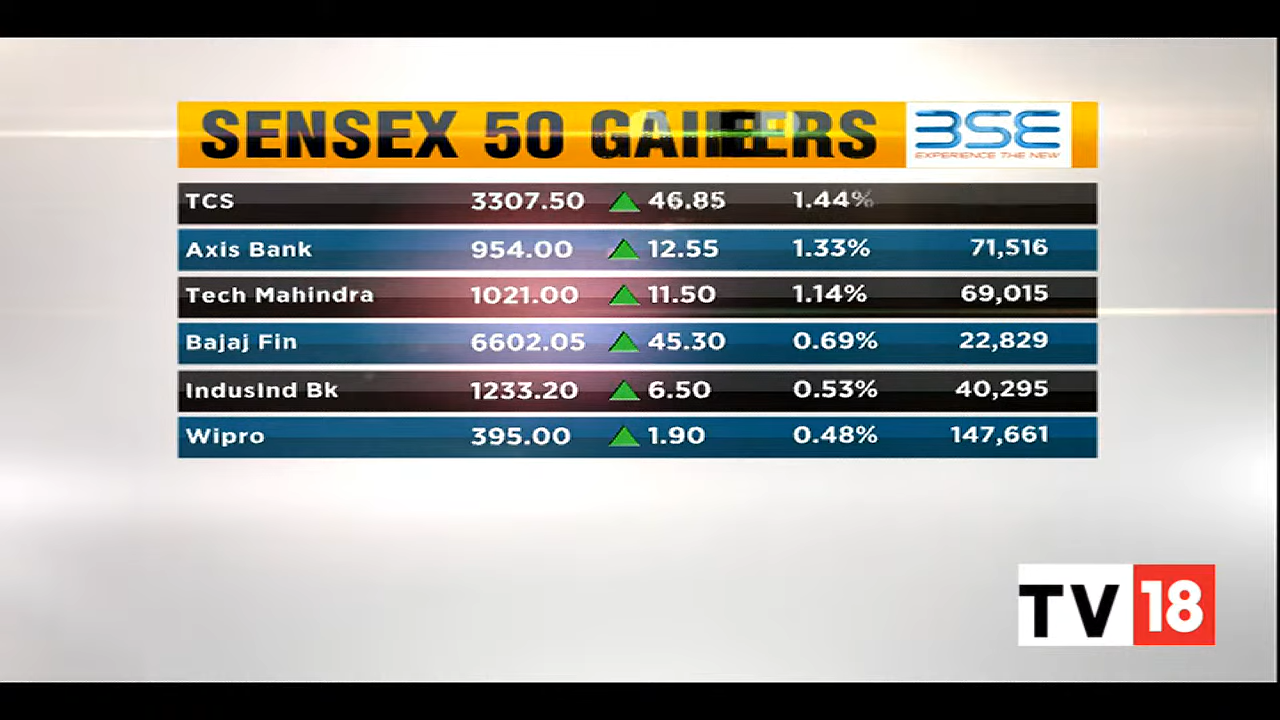 SENSEX 50 GAINERS
BSE
EXPERIENCE THE NEW
TCS 3307.50 46.85 1.44%
Axis Bank 954.00 12.55 1.33% 71,516
Tech Mahindra 1021.00 11.50 1.14% 69,015
Bajaj Fin 6602.05 45.30 0.69% 22,829
IndusInd Bk 1233.20 6.50 0.53% 40,295
Wipro 395.00 1.90 0.48% 147,661
TV18